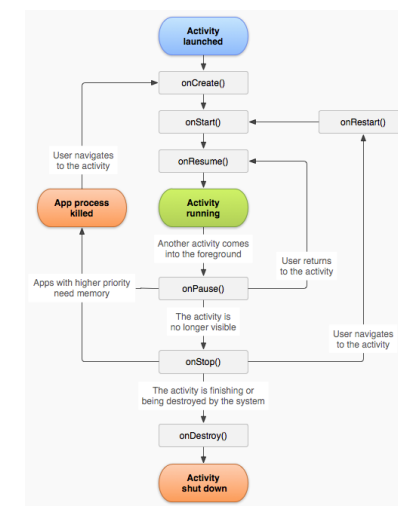 Activity
launched
onCreate()
onStart()
onRestart()
User navigates
to the activity
onResume()
App process
killed
Activity
running
Another activity comes
into the foreground
User returns
to the activity
Apps with higher priority
need memory
onPause()
The activity is
no longer visible
User navigates
to the activity
onStop()
The activity is finishing or
being destroyed by the system
onDestroy()
Activity
shut down